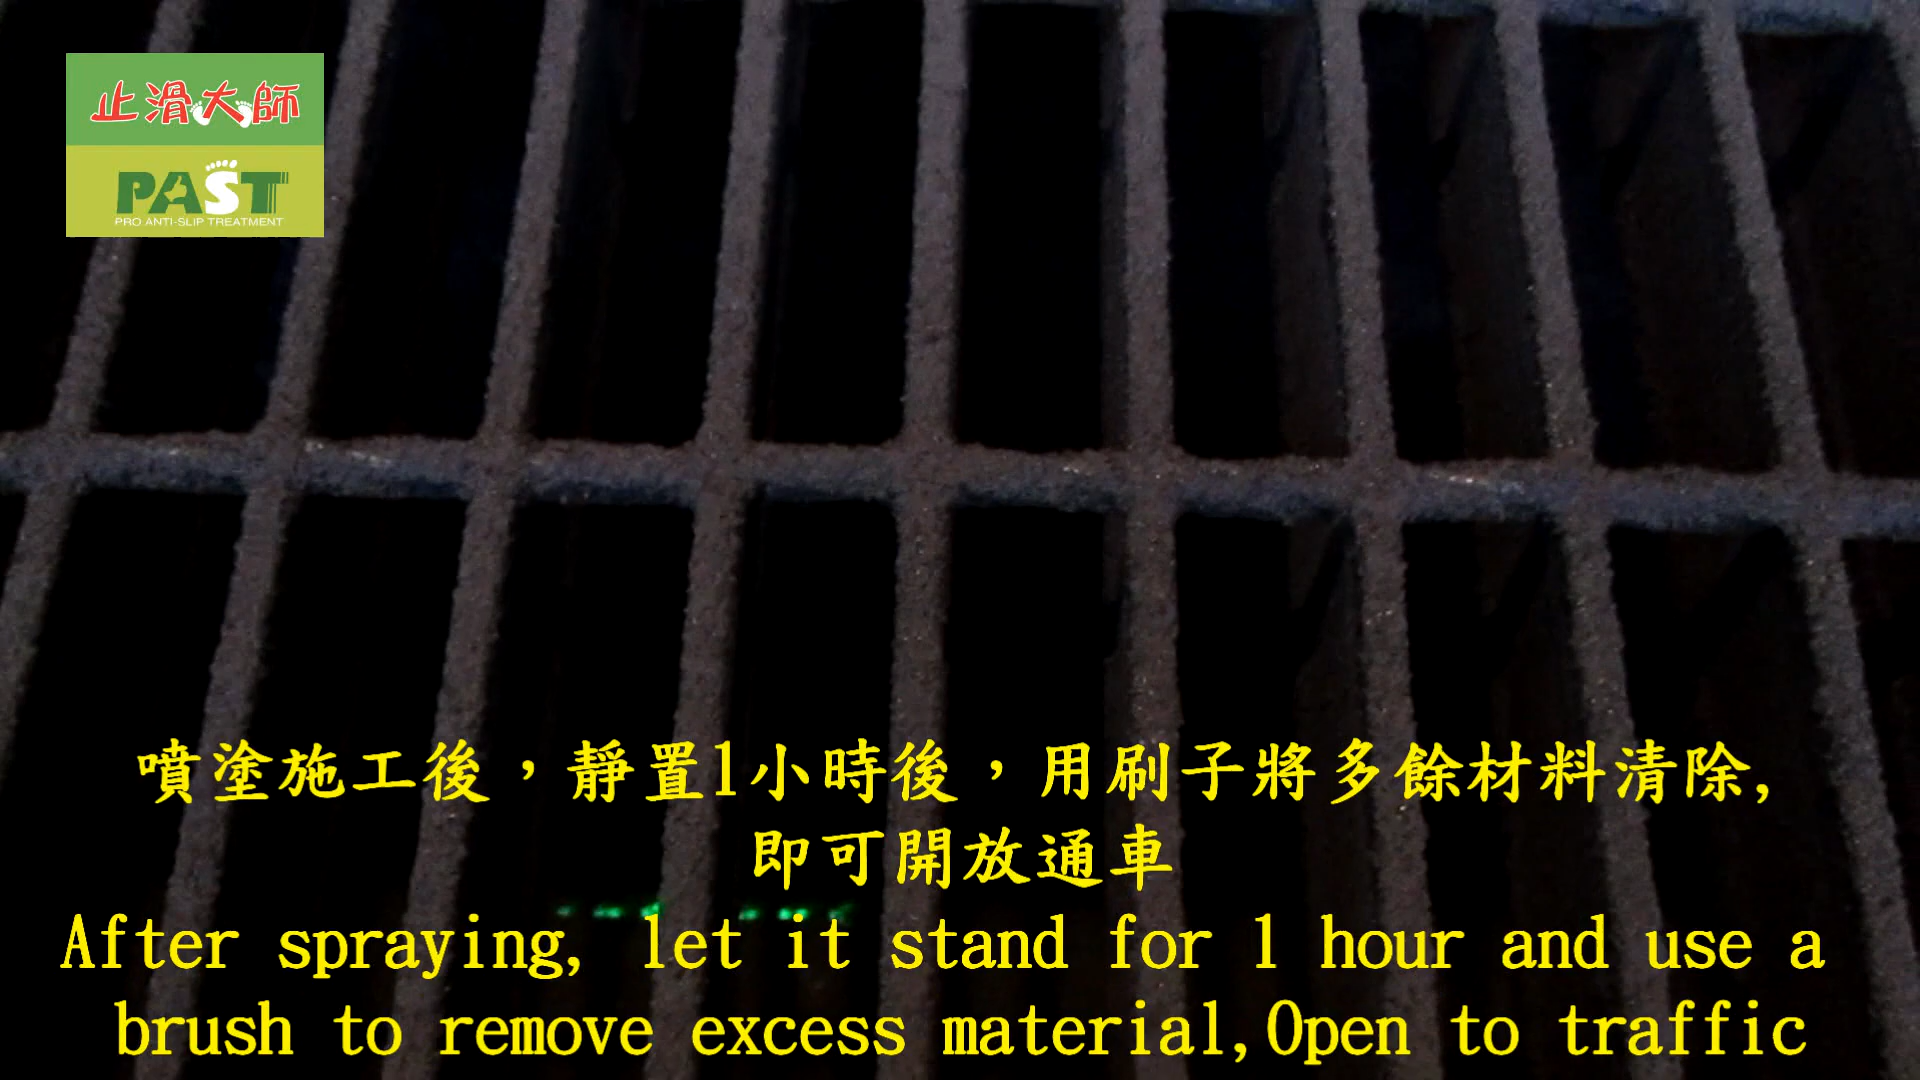 止滑大師
PAST
PRO ANTI-SLIP TREATMENT
噴塗施工後，靜置1小時後，用刷子將多餘材料清除,
即可開放通車
After spraying, let it stand for 1 hour and use a
brush to remove excess material,Open to traffic